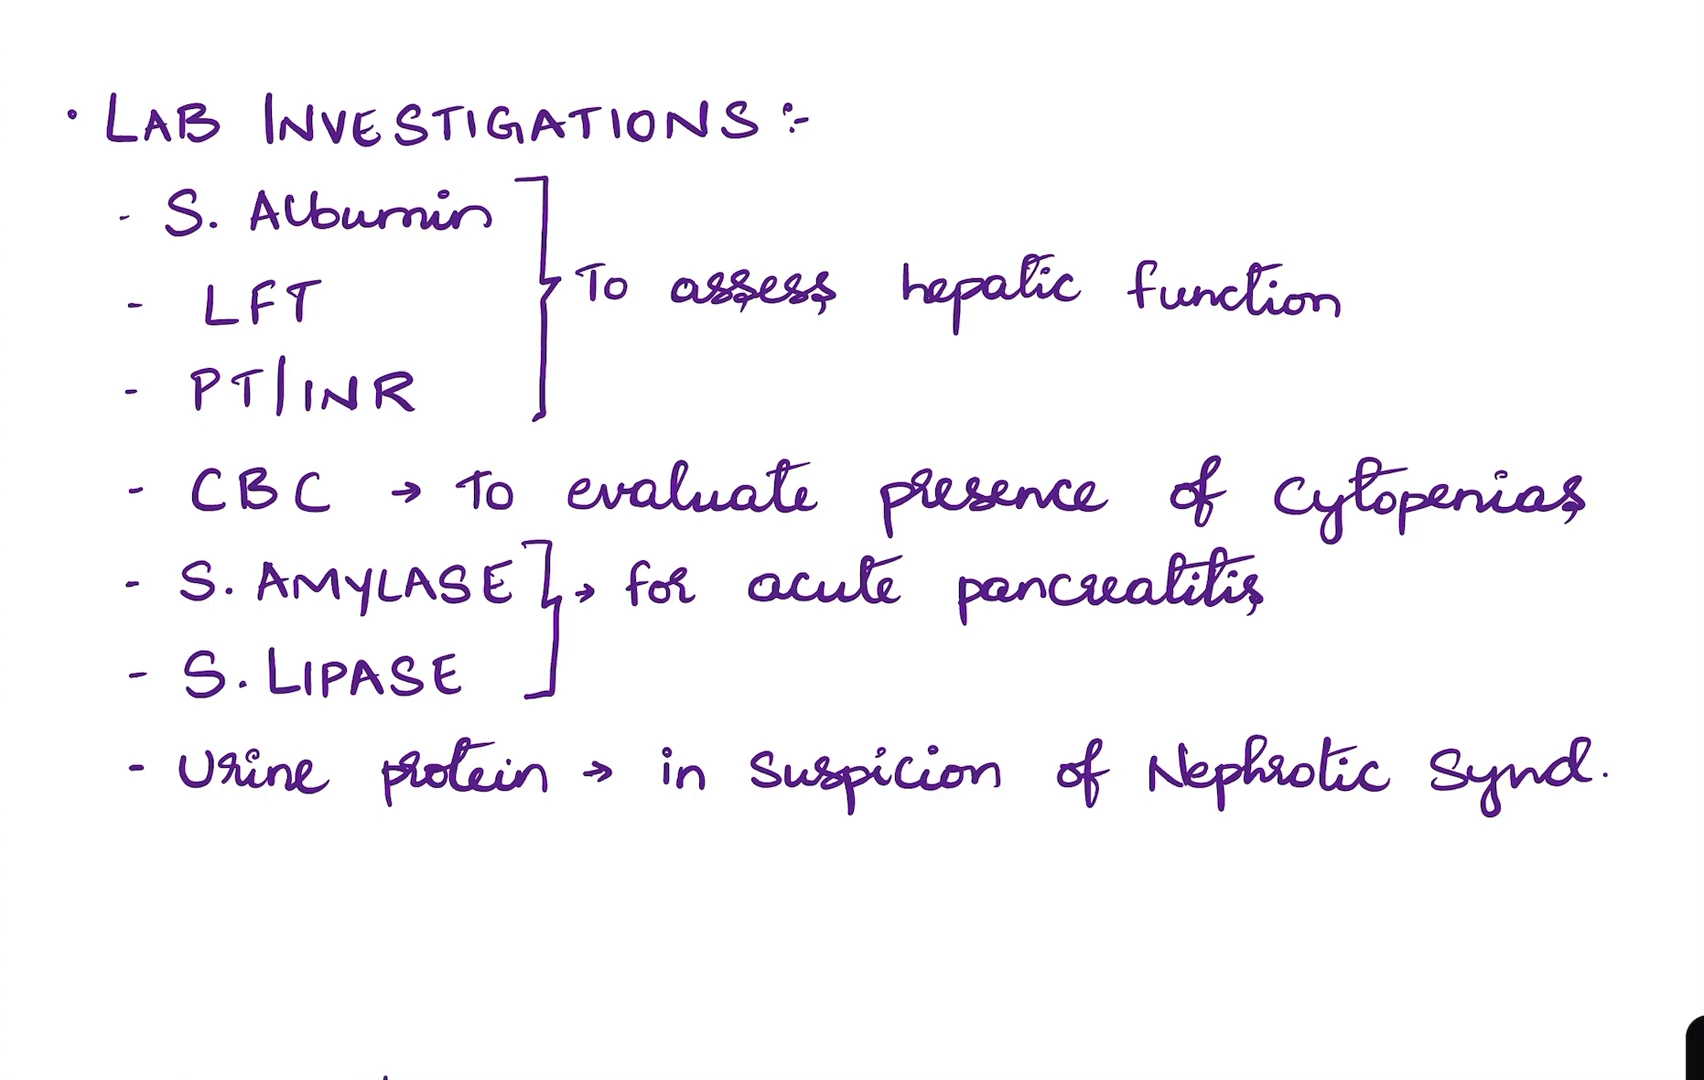 • LAB INVESTIGATIONS :-
- S. Albumin
- LFT
To assess hepatic function
- PT/INR
- CBC → To evaluate presence of cytopenias
- S. AMYLASE → for acute pancreatitis
- S. LIPASE
- Urine protein → in suspicion of Nephrotic Synd.